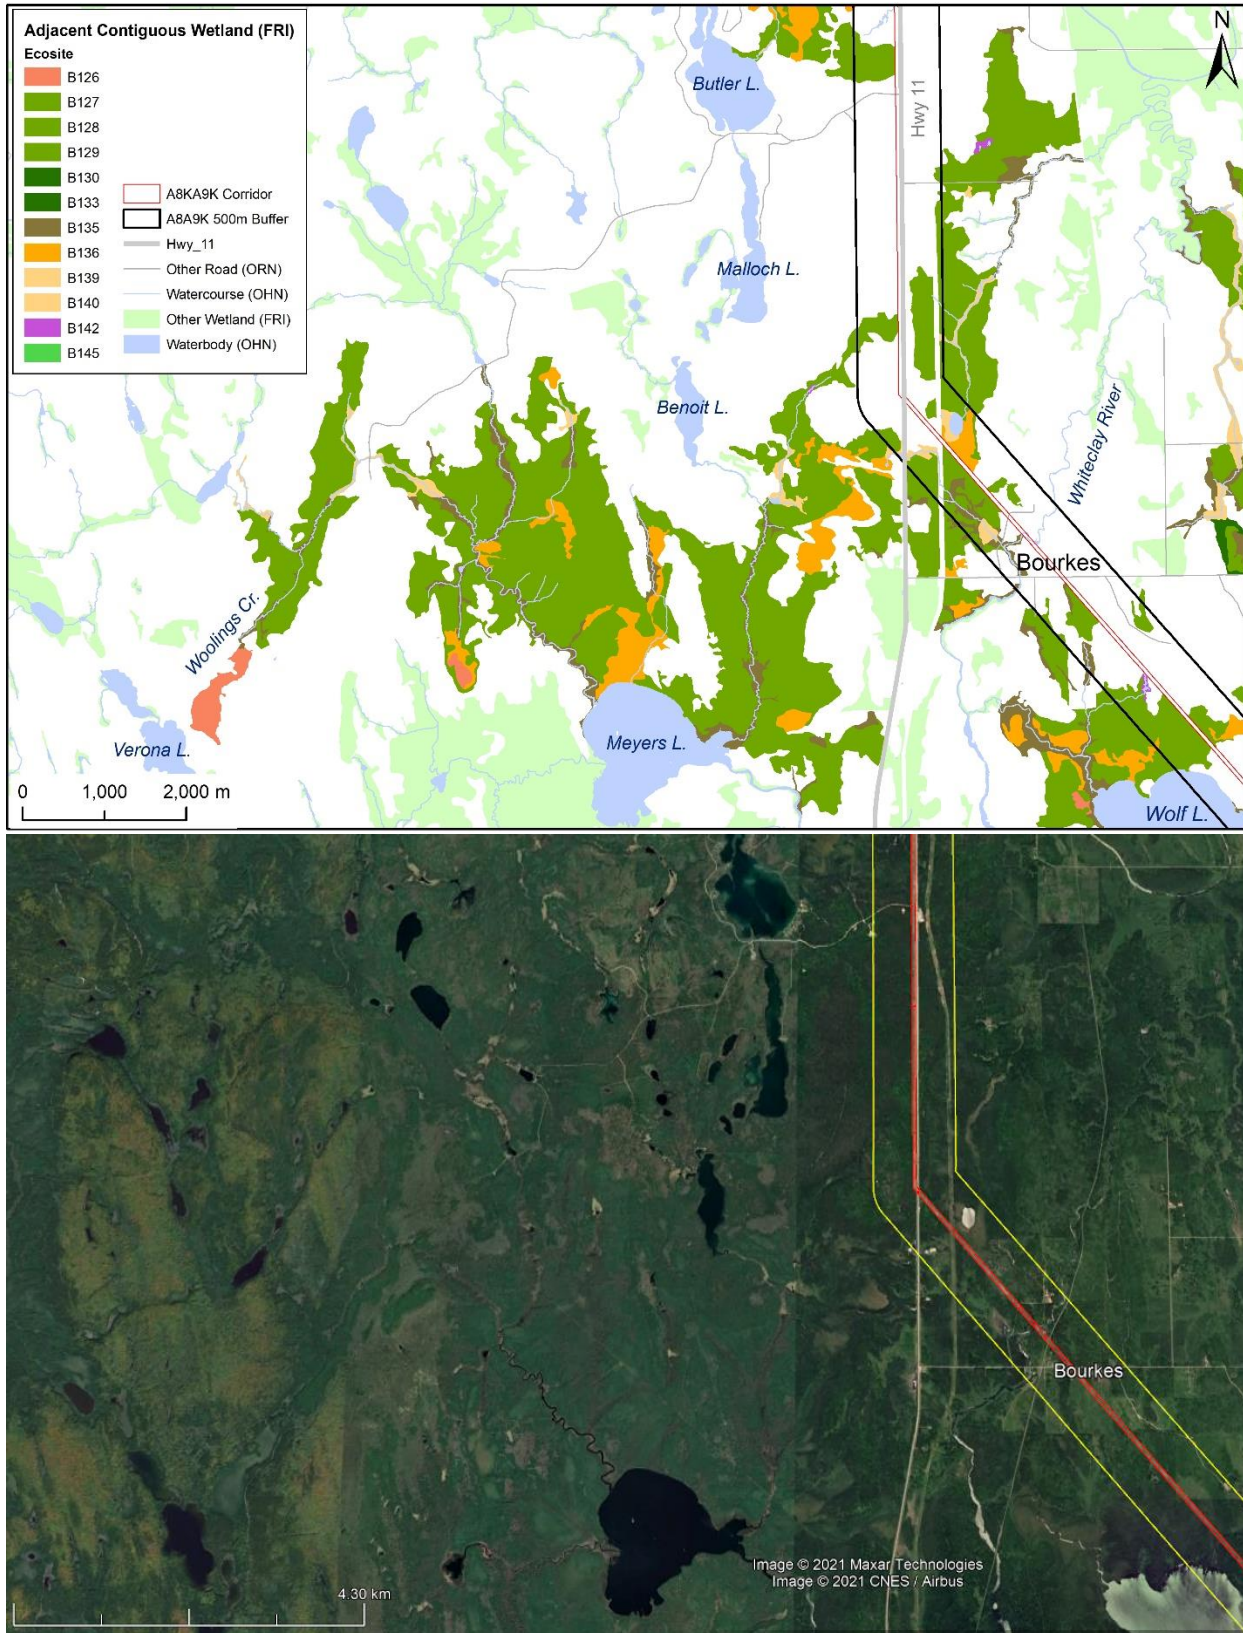 Adjacent Contiguous Wetland (FRI)
Ecosite
B126
B127
B128
B129
B130
B133
B135
B136
B139
B140
B142
B145
A8KA9K Corridor
A8A9K 500m Buffer
Hwy_11
Other Road (ORN)
Watercourse (OHN)
Other Wetland (FRI)
Waterbody (OHN)
N
Butler L.
Hwy 11
Malloch L.
Benoit L.
Whiteclay River
Bourkes
Woolings Cr.
Verona L.
Meyers L.
Wolf L.
0 1,000 2,000 m
Bourkes
Image © 2021 Maxar Technologies
Image © 2021 CNES / Airbus
4.30 km